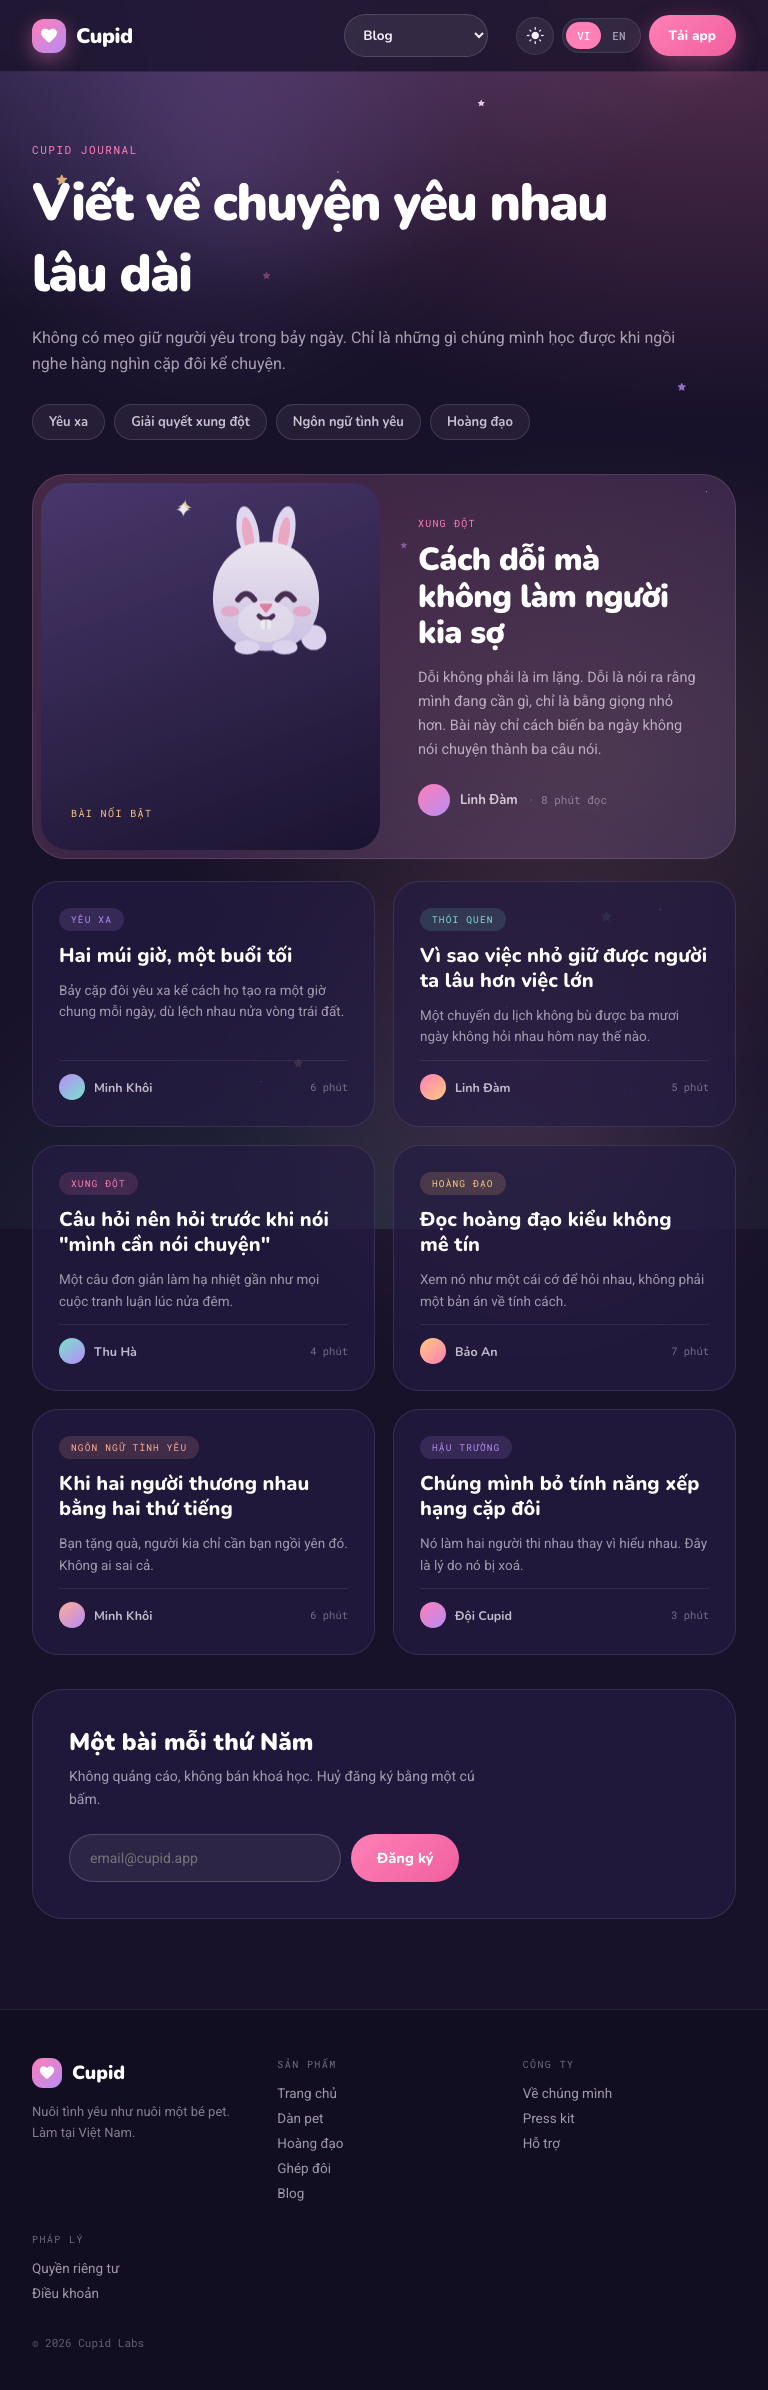 Cupid
Blog
VI
EN
Tải app
CUPID JOURNAL
Viết về chuyện yêu nhau
lâu dài
Không có mẹo giữ người yêu trong bảy ngày. Chỉ là những gì chúng mình học được khi ngồi
nghe hàng nghìn cặp đôi kể chuyện.
Yêu xa
Giải quyết xung đột
Ngôn ngữ tình yêu
Hoàng đạo
BÀI NỔI BẬT
XUNG ĐỘT
Cách dỗi mà
không làm người
kia sợ
Dỗi không phải là im lặng. Dỗi là nói ra rằng
mình đang cần gì, chỉ là bằng giọng nhỏ
hơn. Bài này chỉ cách biến ba ngày không
nói chuyện thành ba câu nói.
Linh Đàm · 8 phút đọc
YÊU XA
Hai múi giờ, một buổi tối
Bảy cặp đôi yêu xa kể cách họ tạo ra một giờ
chung mỗi ngày, dù lệch nhau nửa vòng trái đất.
Minh Khôi
6 phút
THÓI QUEN
Vì sao việc nhỏ giữ được người
ta lâu hơn việc lớn
Một chuyến du lịch không bù được ba mươi
ngày không hỏi nhau hôm nay thế nào.
Linh Đàm
5 phút
XUNG ĐỘT
Câu hỏi nên hỏi trước khi nói
"mình cần nói chuyện"
Một câu đơn giản làm hạ nhiệt gần như mọi
cuộc tranh luận lúc nửa đêm.
Thu Hà
4 phút
HOÀNG ĐẠO
Đọc hoàng đạo kiểu không
mê tín
Xem nó như một cái cớ để hỏi nhau, không phải
một bản án về tính cách.
Bảo An
7 phút
NGÔN NGỮ TÌNH YÊU
Khi hai người thương nhau
bằng hai thứ tiếng
Bạn tặng quà, người kia chỉ cần bạn ngồi yên đó.
Không ai sai cả.
Minh Khôi
6 phút
HẬU TRƯỜNG
Chúng mình bỏ tính năng xếp
hạng cặp đôi
Nó làm hai người thi nhau thay vì hiểu nhau. Đây
là lý do nó bị xoá.
Đội Cupid
3 phút
Một bài mỗi thứ Năm
Không quảng cáo, không bán khoá học. Huỷ đăng ký bằng một cú
bấm.
email@cupid.app
Đăng ký
Cupid
Nuôi tình yêu như nuôi một bé pet.
Làm tại Việt Nam.
SẢN PHẨM
Trang chủ
Dàn pet
Hoàng đạo
Ghép đôi
Blog
CÔNG TY
Về chúng mình
Press kit
Hỗ trợ
PHÁP LÝ
Quyền riêng tư
Điều khoản
© 2026 Cupid Labs